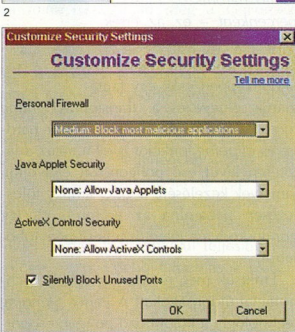 2
Customize Security Settings
Customize Security Settings
Tell me more
Personal Firewall
Medium: Block most malicious applications
Java Applet Security
None: Allow Java Applets
ActiveX Control Security
None: Allow ActiveX Controls
Silently Block Unused Ports
OK
Cancel